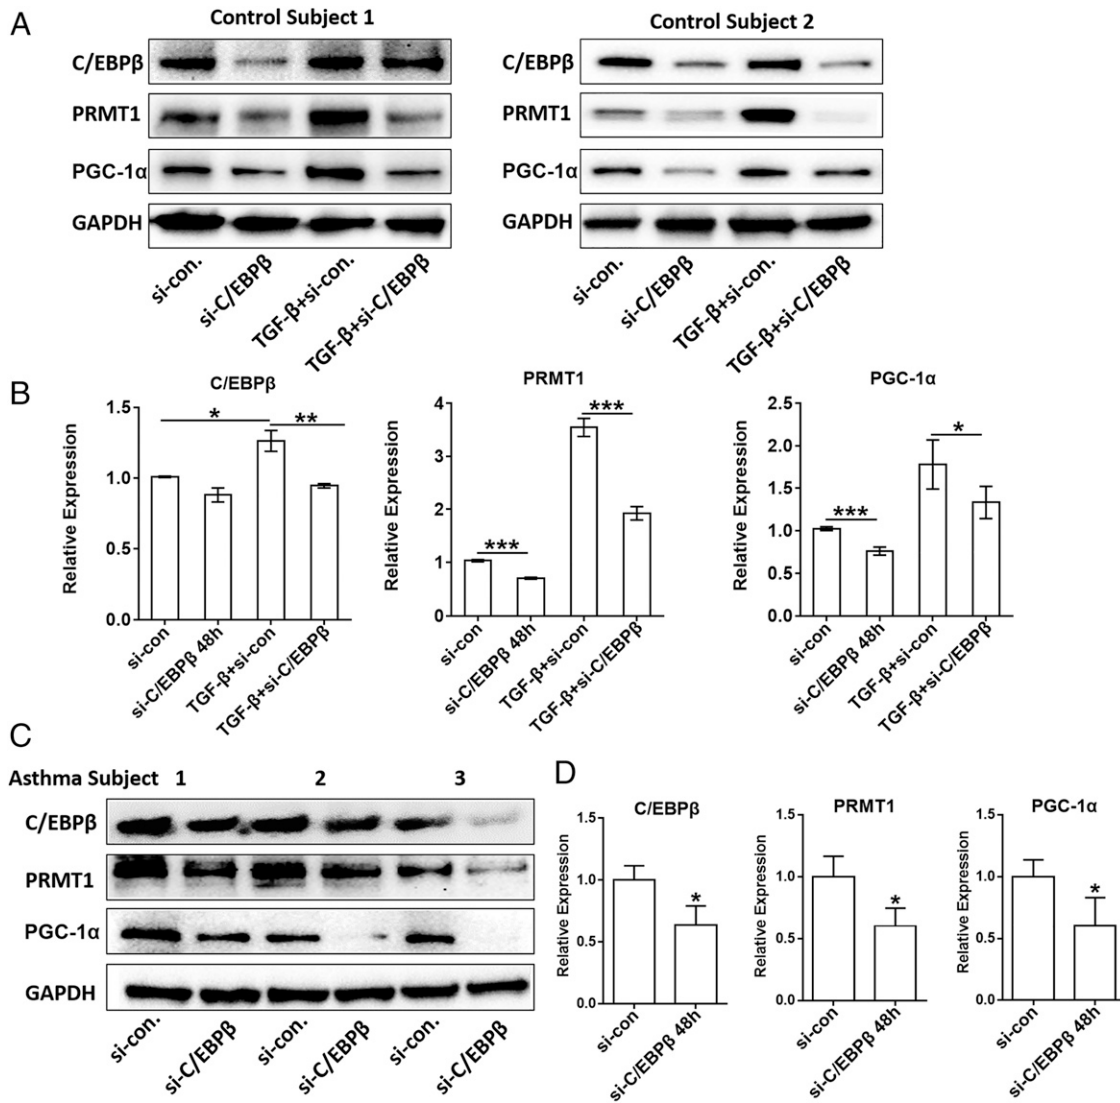 A
Control Subject 1
Control Subject 2
C/EBPβ
PRMT1
PGC-1α
GAPDH
si-con.
si-C/EBPβ
TGF-β+si-con.
TGF-β+si-C/EBPβ
C/EBPβ
PRMT1
PGC-1α
GAPDH
si-con.
si-C/EBPβ
TGF-β+si-con.
TGF-β+si-C/EBPβ
B
C/EBPβ
Relative Expression
1.5
1.0
0.5
0.0
*
**
si-con
si-C/EBPβ 48h
TGF-β+si-con
TGF-β+si-C/EBPβ
PRMT1
Relative Expression
4
3
2
1
0
***
***
si-con
si-C/EBPβ 48h
TGF-β+si-con
TGF-β+si-C/EBPβ
PGC-1α
Relative Expression
2.5
2.0
1.5
1.0
0.5
0.0
***
*
si-con
si-C/EBPβ 48h
TGF-β+si-con
TGF-β+si-C/EBPβ
C
Asthma Subject 1 2 3
C/EBPβ
PRMT1
PGC-1α
GAPDH
si-con.
si-C/EBPβ
si-con.
si-C/EBPβ
si-con.
si-C/EBPβ
D
C/EBPβ
Relative Expression
1.5
1.0
0.5
0.0
*
si-con
si-C/EBPβ 48h
PRMT1
Relative Expression
1.5
1.0
0.5
0.0
*
si-con
si-C/EBPβ 48h
PGC-1α
Relative Expression
1.5
1.0
0.5
0.0
*
si-con
si-C/EBPβ 48h